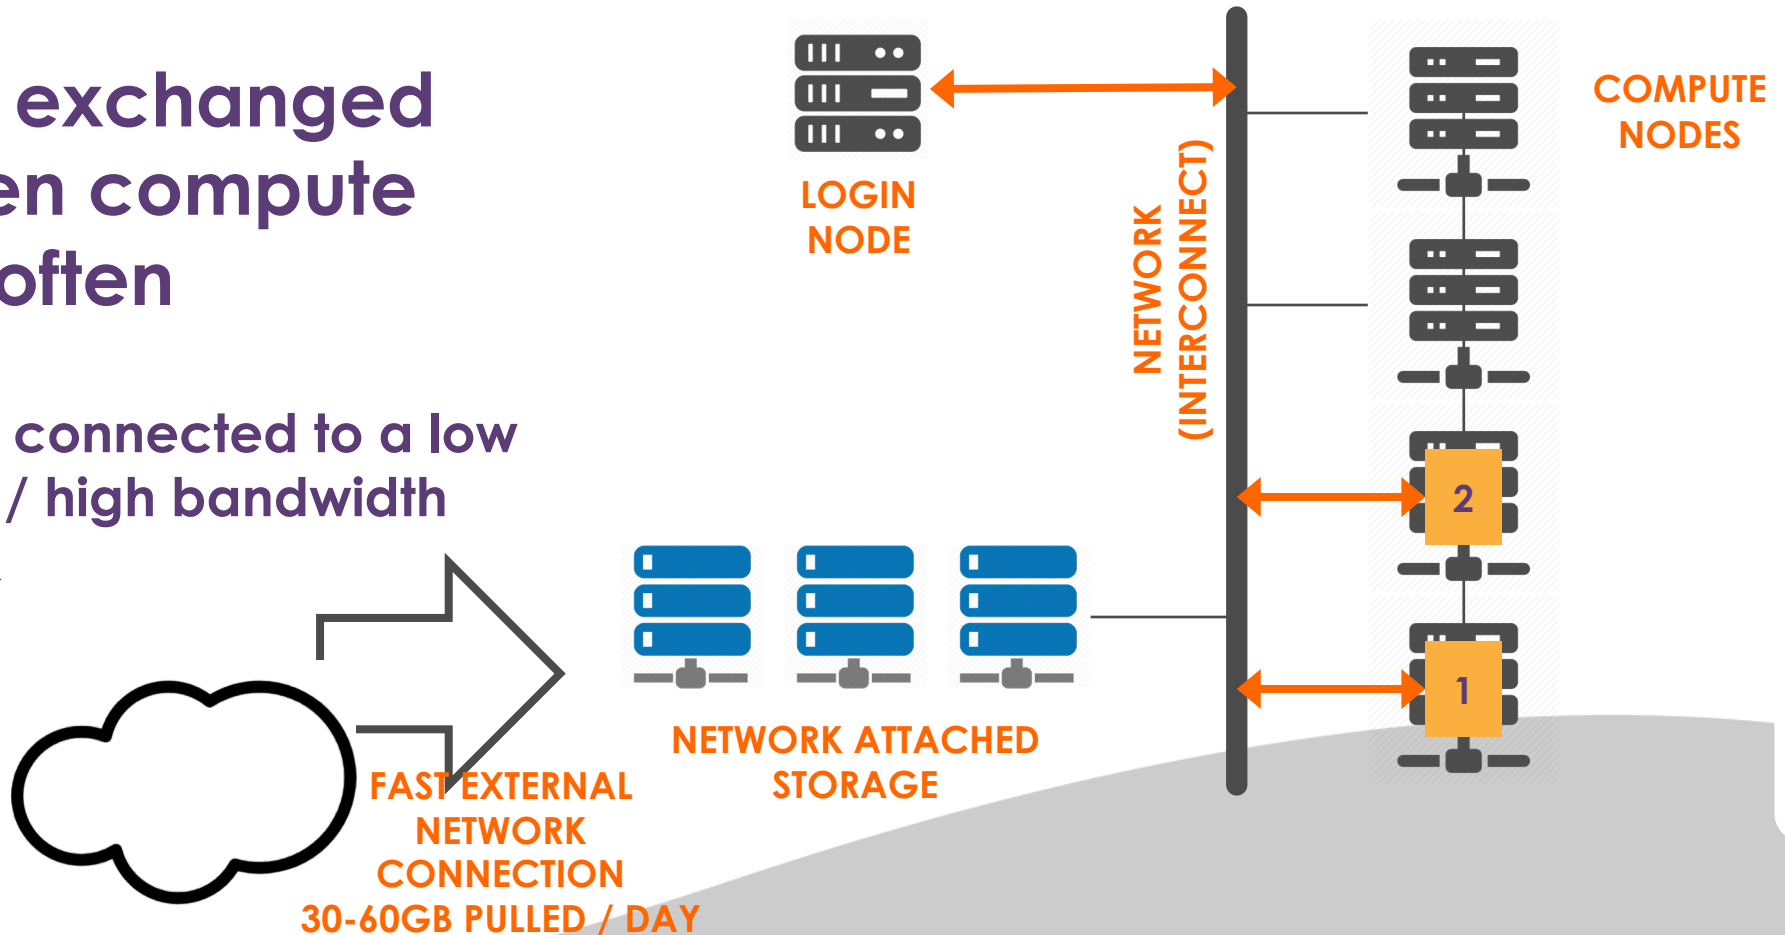 exchanged
en compute
often
connected to a low
/ high bandwidth
LOGIN
NODE
NETWORK
(INTERCONNECT)
COMPUTE
NODES
2
1
NETWORK ATTACHED
STORAGE
FAST EXTERNAL
NETWORK
CONNECTION
30-60GB PULLED / DAY